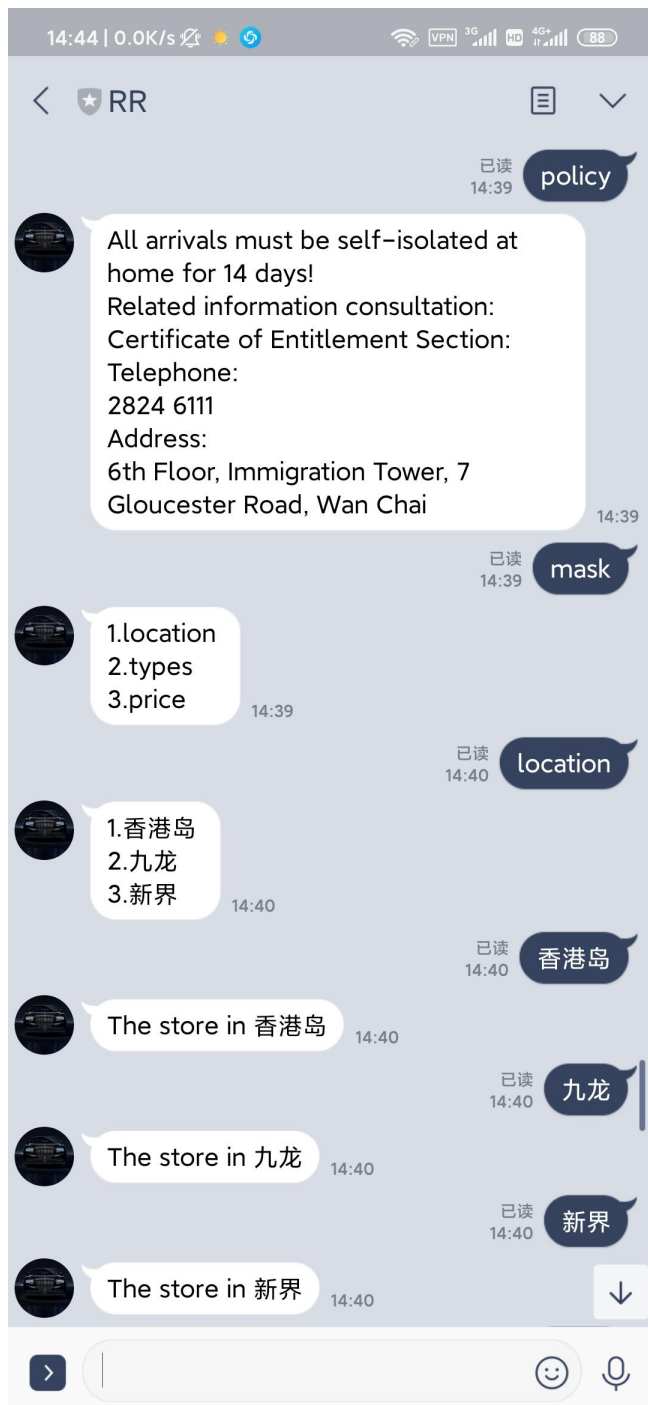 14:44 | 0.0K/s VPN 3G HD 4G+ 88
RR
已读
14:39
policy
All arrivals must be self-isolated at
home for 14 days!
Related information consultation:
Certificate of Entitlement Section:
Telephone:
2824 6111
Address:
6th Floor, Immigration Tower, 7
Gloucester Road, Wan Chai
14:39
已读
14:39
mask
1.location
2.types
3.price
14:39
已读
14:40
location
1.香港岛
2.九龙
3.新界
14:40
已读
14:40
香港岛
The store in 香港岛
14:40
已读
14:40
九龙
The store in 九龙
14:40
已读
14:40
新界
The store in 新界
14:40